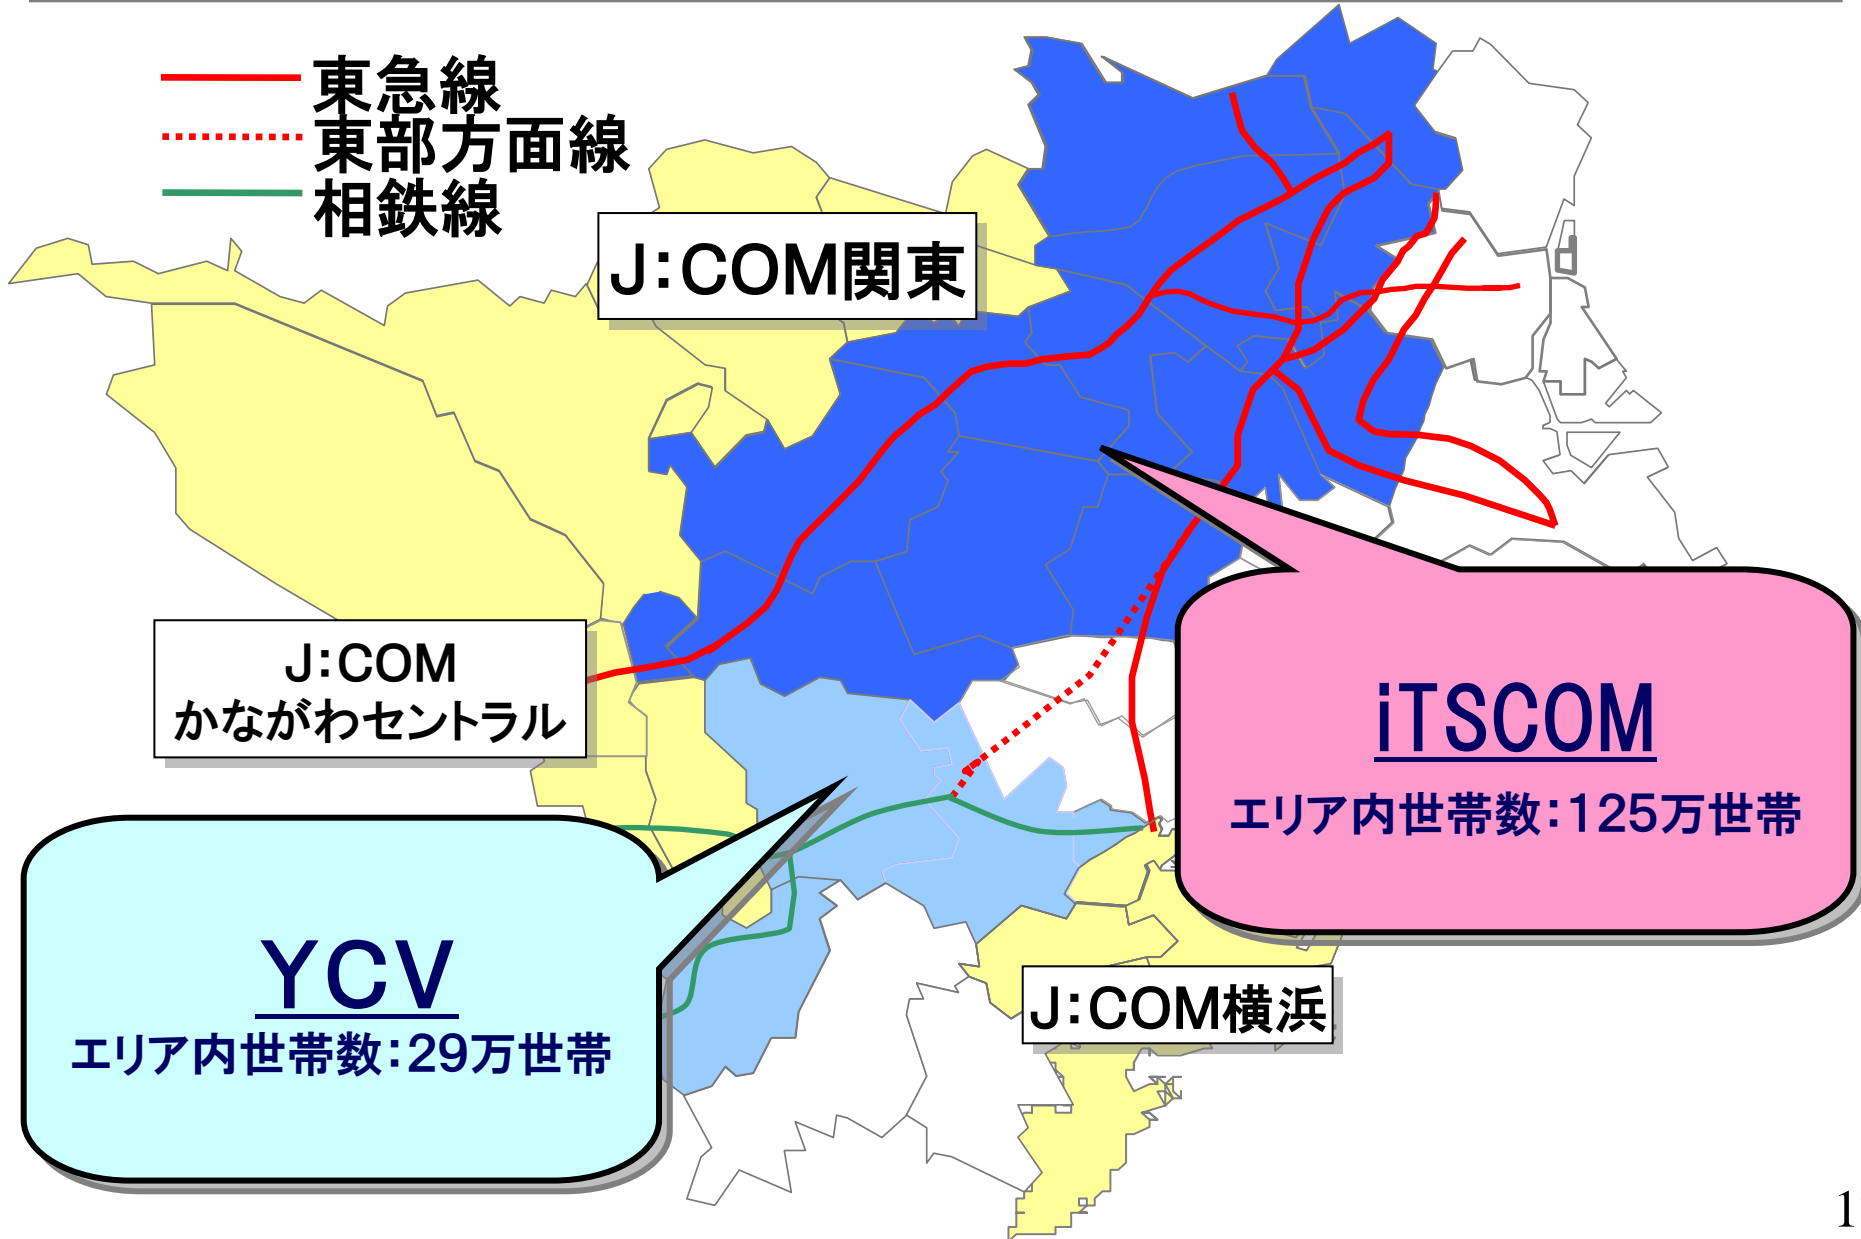 東急線
東部方面線
相鉄線
J:COM関東
J:COM
かながわセントラル
iTSCOM
エリア内世帯数:125万世帯
YCV
エリア内世帯数:29万世帯
J:COM横浜
1